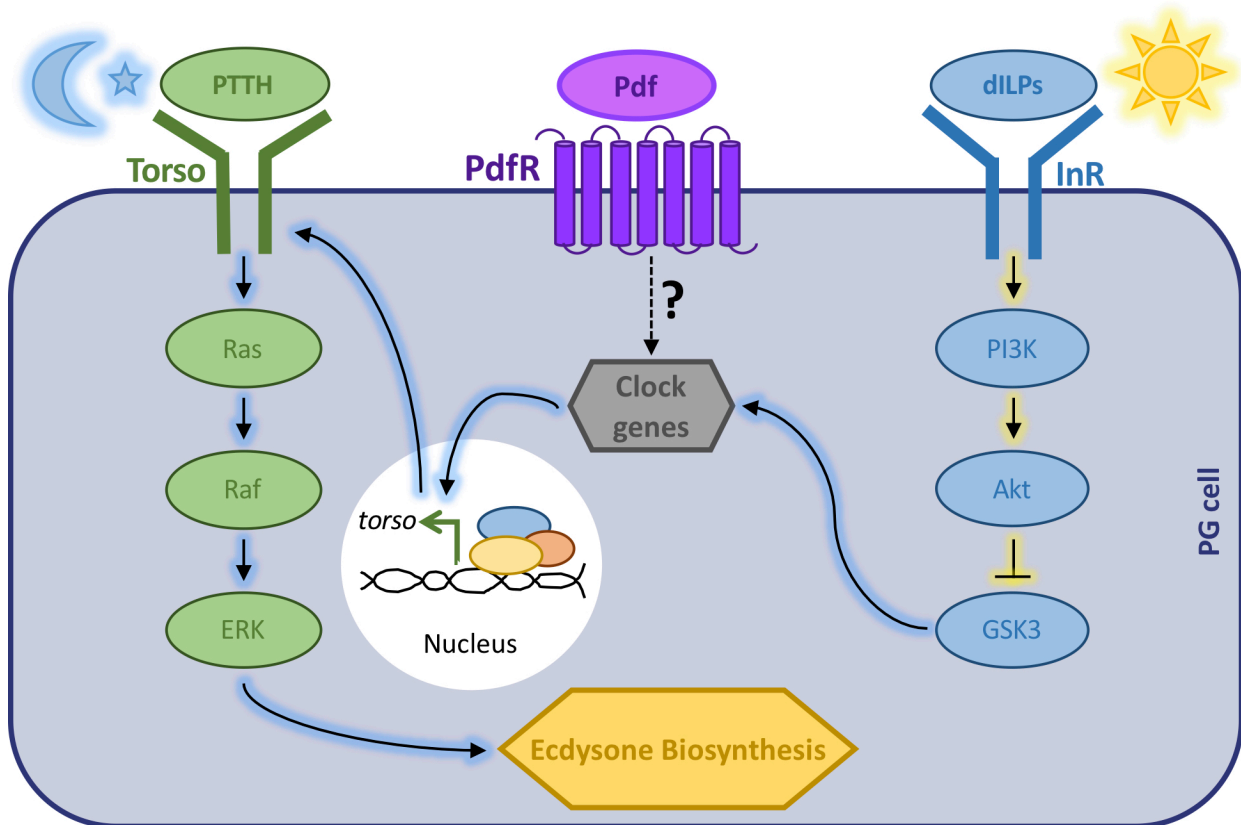 PTTH
Pdf
dILPs
Torso
PdfR
InR
?
Ras
PI3K
Clock
genes
Raf
Akt
torso
PG cell
ERK
GSK3
Nucleus
Ecdysone Biosynthesis